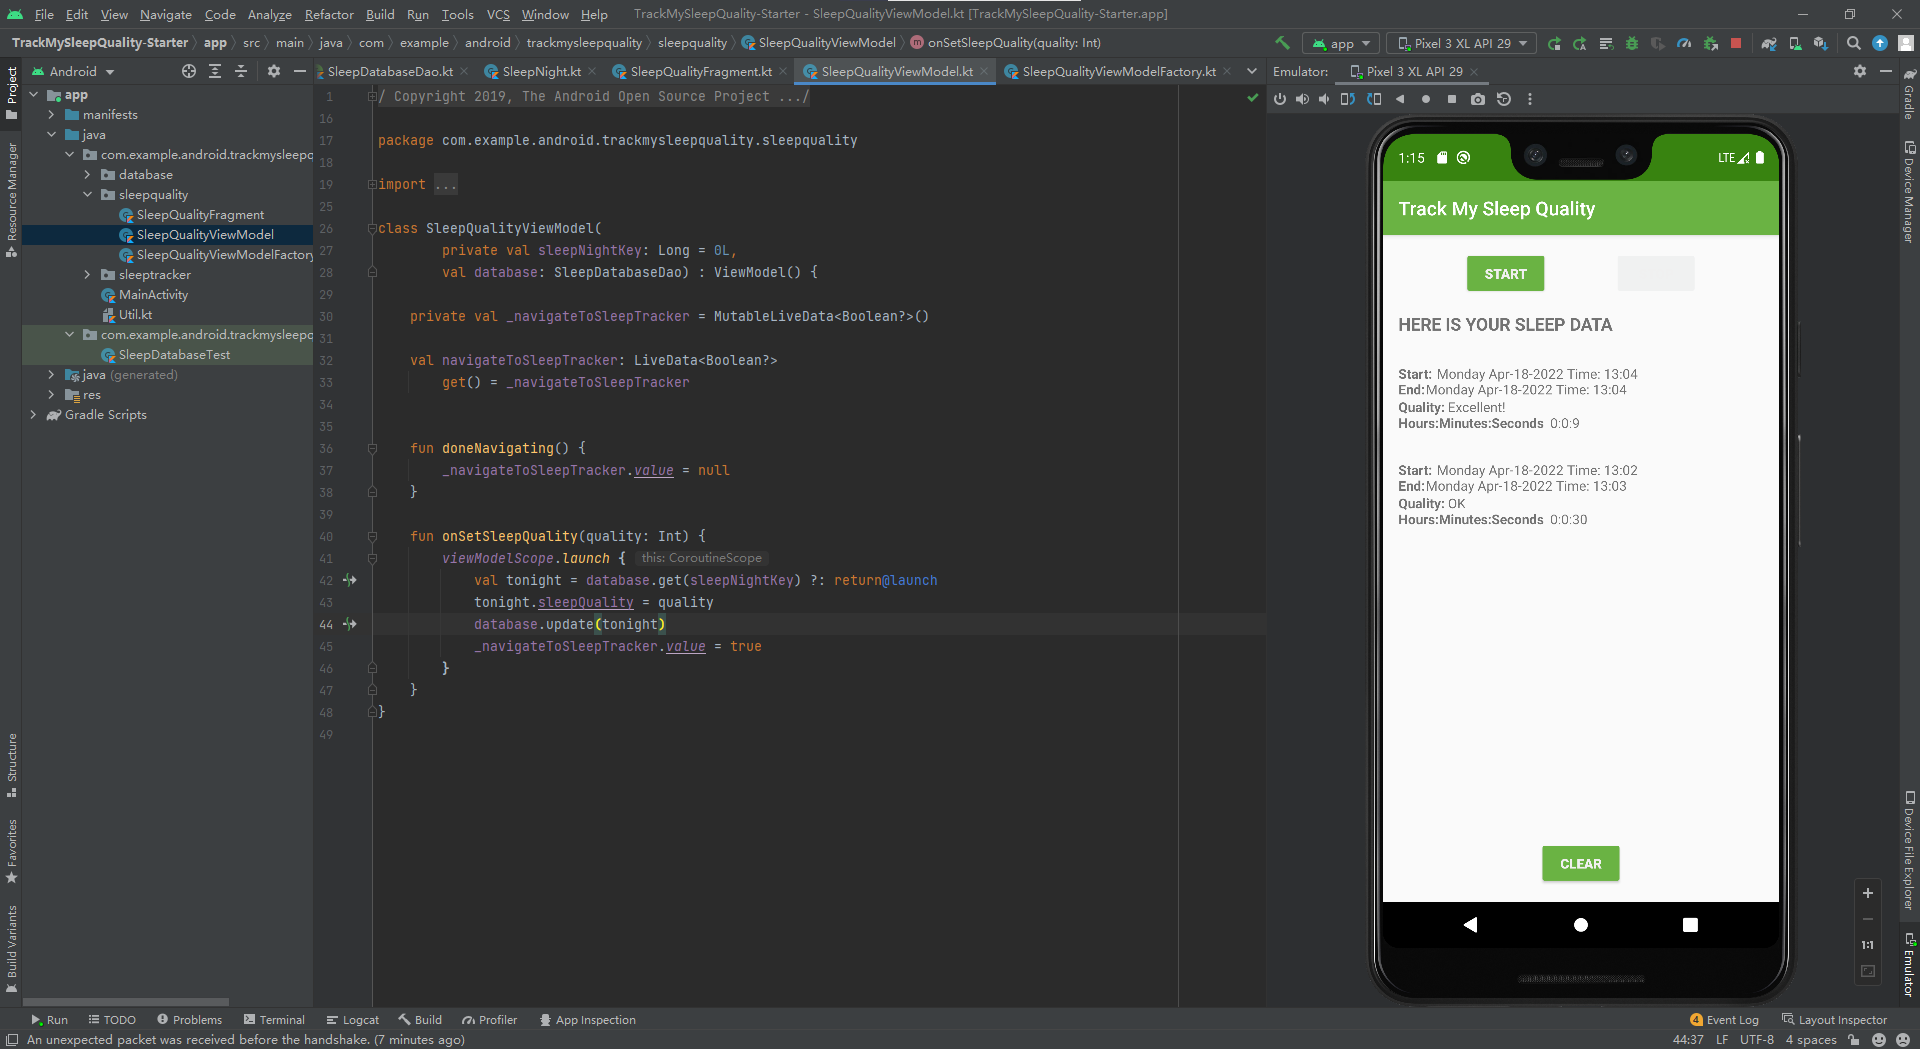 File Edit View Navigate Code Analyze Refactor Build Run Tools VCS Window Help TrackMySleepQuality-Starter - SleepQualityViewModel.kt [TrackMySleepQuality-Starter.app]
TrackMySleepQuality-Starter app src main java com example android trackmysleepquality sleepquality SleepQualityViewModel onSetSleepQuality(quality: Int) app Pixel 3 XL API 29
Android
SleepDatabaseDao.kt SleepNight.kt SleepQualityFragment.kt SleepQualityViewModel.kt SleepQualityViewModelFactory.kt
Emulator: Pixel 3 XL API 29
Project
Resource Manager
Structure
Favorites
Build Variants
app
manifests
java
com.example.android.trackmysleepq
database
sleepquality
SleepQualityFragment
SleepQualityViewModel
SleepQualityViewModelFactory
sleeptracker
MainActivity
Util.kt
com.example.android.trackmysleepq
SleepDatabaseTest
java (generated)
res
Gradle Scripts
1 / Copyright 2019, The Android Open Source Project .../
16
17 package com.example.android.trackmysleepquality.sleepquality
18
19 import ...
25
26 class SleepQualityViewModel(
27 private val sleepNightKey: Long = 0L,
28 val database: SleepDatabaseDao) : ViewModel() {
29
30 private val _navigateToSleepTracker = MutableLiveData<Boolean?>()
31
32 val navigateToSleepTracker: LiveData<Boolean?>
33 get() = _navigateToSleepTracker
34
35
36 fun doneNavigating() {
37 _navigateToSleepTracker.value = null
38 }
39
40 fun onSetSleepQuality(quality: Int) {
41 viewModelScope.launch { this: CoroutineScope
42 val tonight = database.get(sleepNightKey) ?: return@launch
43 tonight.sleepQuality = quality
44 database.update(tonight)
45 _navigateToSleepTracker.value = true
46 }
47 }
48 }
49
1:15 LTE
Track My Sleep Quality
START
HERE IS YOUR SLEEP DATA
Start: Monday Apr-18-2022 Time: 13:04
End:Monday Apr-18-2022 Time: 13:04
Quality: Excellent!
Hours:Minutes:Seconds 0:0:9
Start: Monday Apr-18-2022 Time: 13:02
End:Monday Apr-18-2022 Time: 13:03
Quality: OK
Hours:Minutes:Seconds 0:0:30
CLEAR
1:1
Gradle
Device Manager
Device File Explorer
Emulator
Run TODO Problems Terminal Logcat Build Profiler App Inspection 4 Event Log Layout Inspector
An unexpected packet was received before the handshake. (7 minutes ago) 44:37 LF UTF-8 4 spaces